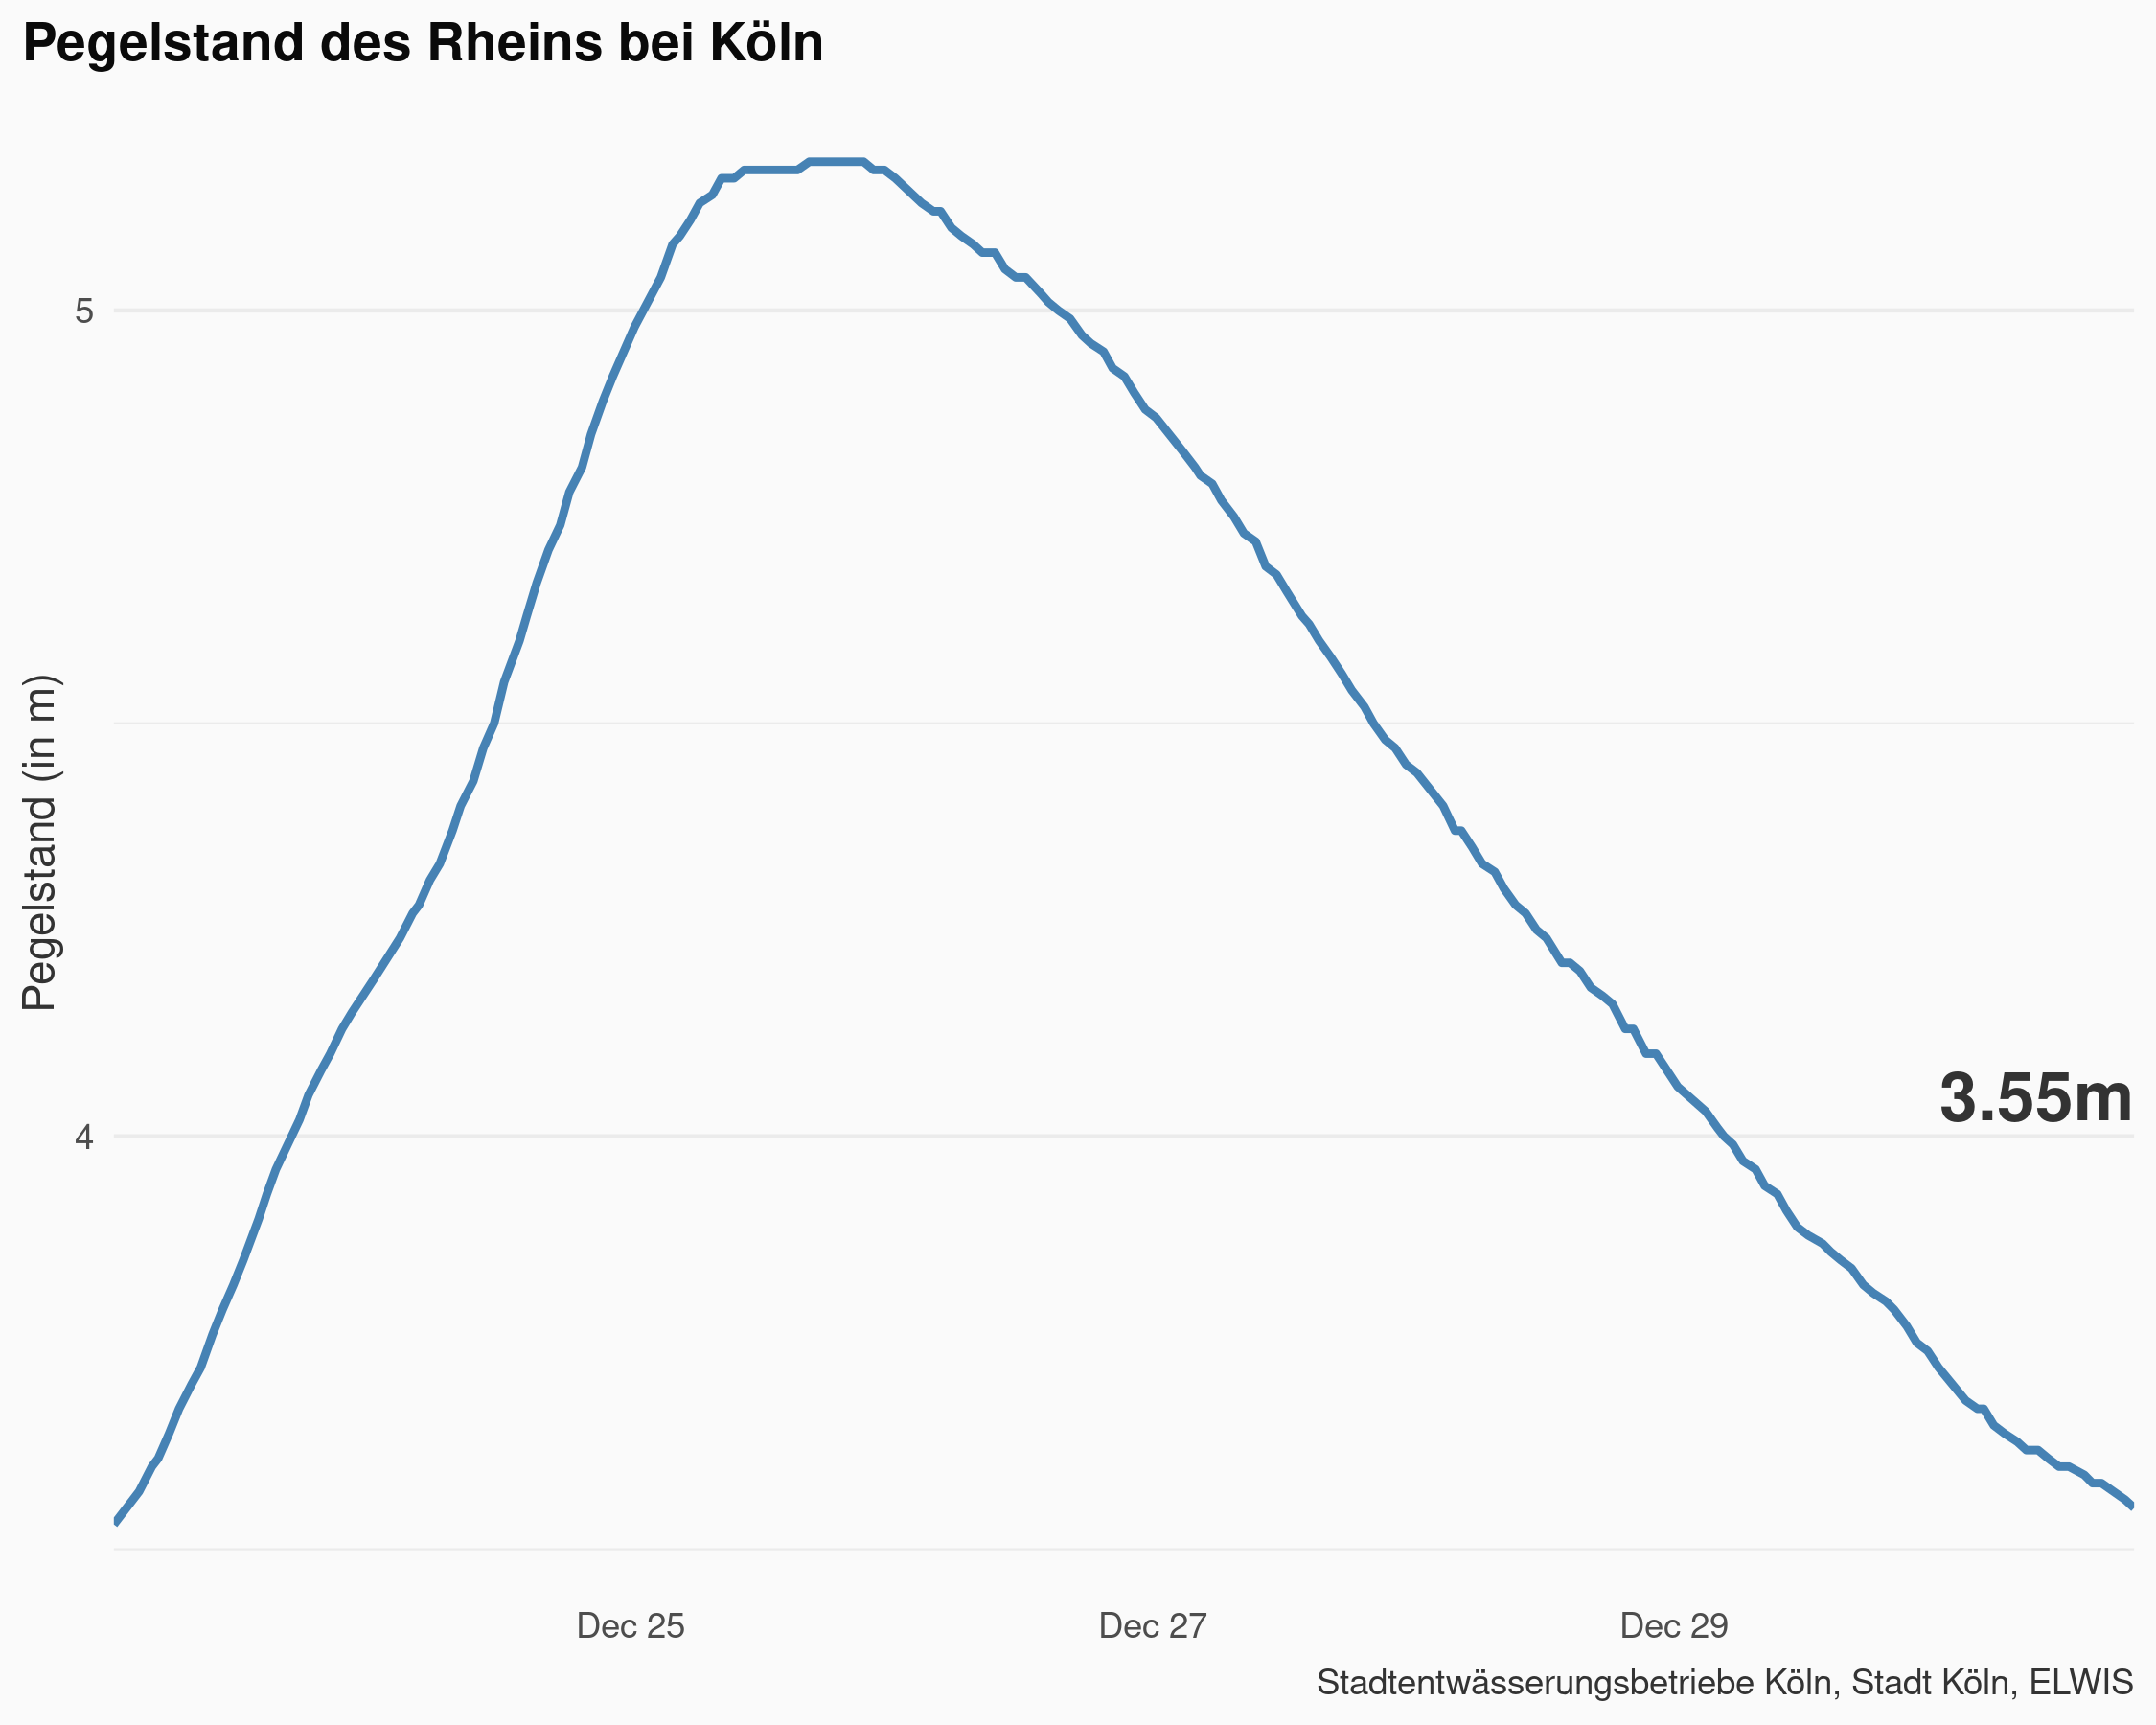 Pegelstand des Rheins bei Köln
Pegelstand (in m)
5
4
3.55m
Dec 25
Dec 27
Dec 29
Stadtentwässerungsbetriebe Köln, Stadt Köln, ELWIS